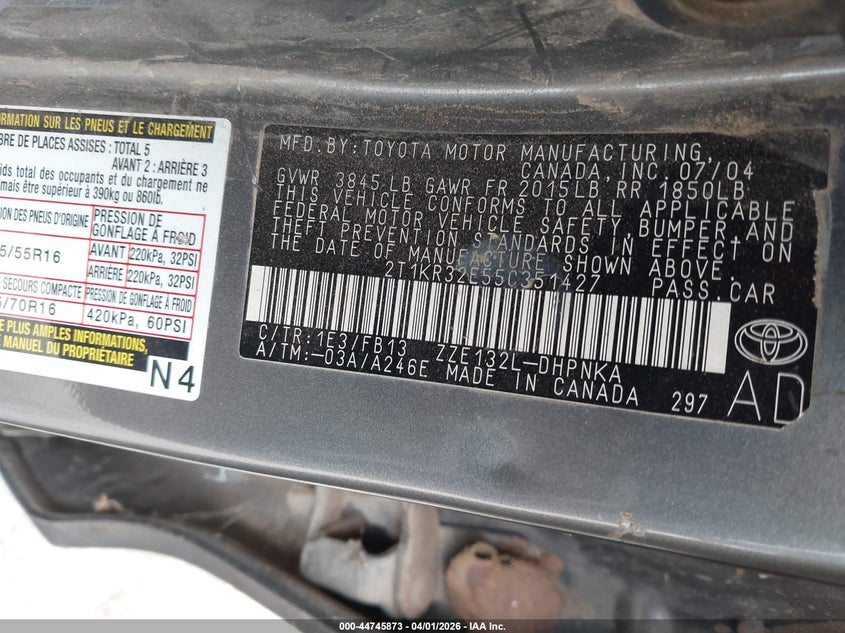 ORMATION SUR LES PNEUS ET LE CHARGEMENT
BRE DE PLACES ASSISES : TOTAL 5
AVANT 2 : ARRIÈRE 3
ids total des occupants et du chargement ne
mais être supérieur à 390kg ou 860lb.
ION DES PNEUS D'ORIGINE
PRESSION DE GONFLAGE À FROID
5/55R16
AVANT 220kPa, 32PSI
ARRIÈRE 220kPa, 32PSI
SECOURS COMPACTE
PRESSION DE GONFLAGE À FROID
/70R16
420kPa, 60PSI
PLUS AMPLES INFORMATIONS,
E MANUEL DU PROPRIÉTAIRE
N4
MFD.BY:TOYOTA MOTOR MANUFACTURING,
CANADA, INC. 07/04
GVWR 3845LB GAWR FR 2015LB, RR 1850LB
THIS VEHICLE CONFORMS TO ALL APPLICABLE
FEDERAL MOTOR VEHICLE SAFETY, BUMPER, AND
THEFT PREVENTION STANDARDS IN EFFECT ON
THE DATE OF MANUFACTURE SHOWN ABOVE.
2T1KR32E55C351427 PASS.CAR
C/TR:1E3/FB13 ZZE132L-DHPNKA
A/TM:-03A/A246E MADE IN CANADA 297
TOYOTA
AD
000-44745873 - 04/01/2026 - IAA Inc.